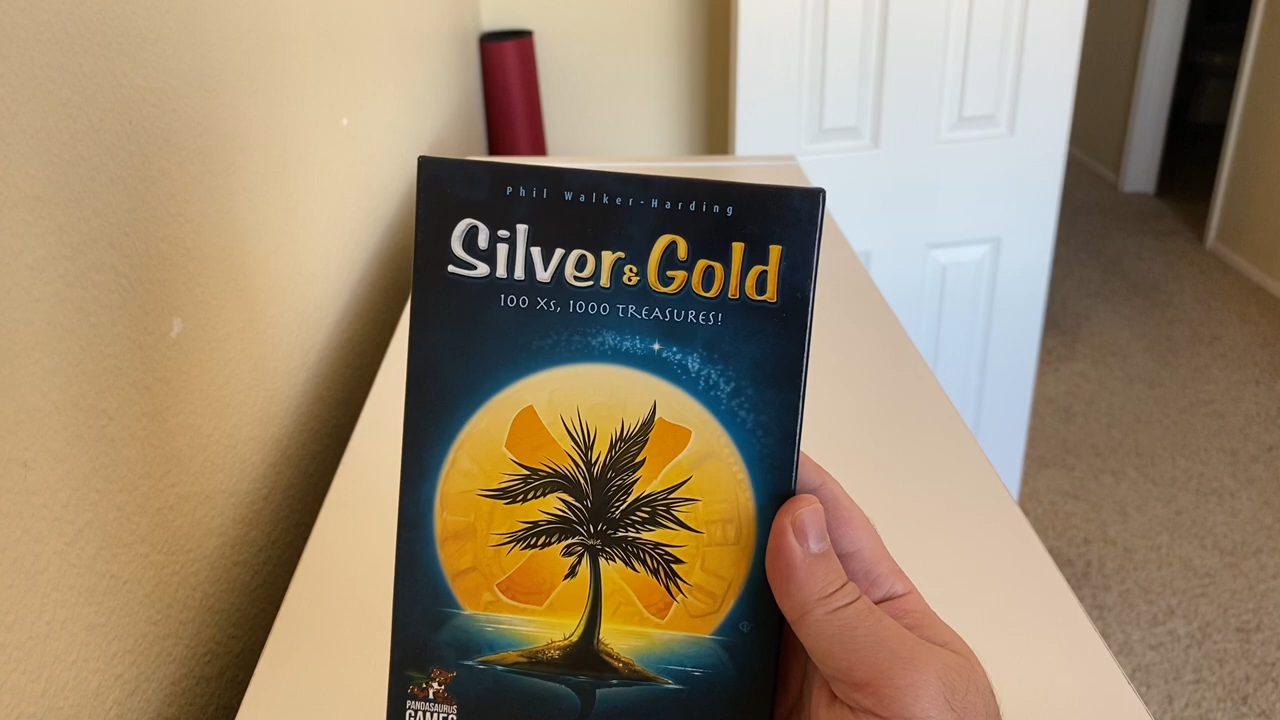 Phil Walker-Harding
Silver & Gold
100 Xs, 1000 TREASURES!
PANDASAURUS
GAMES